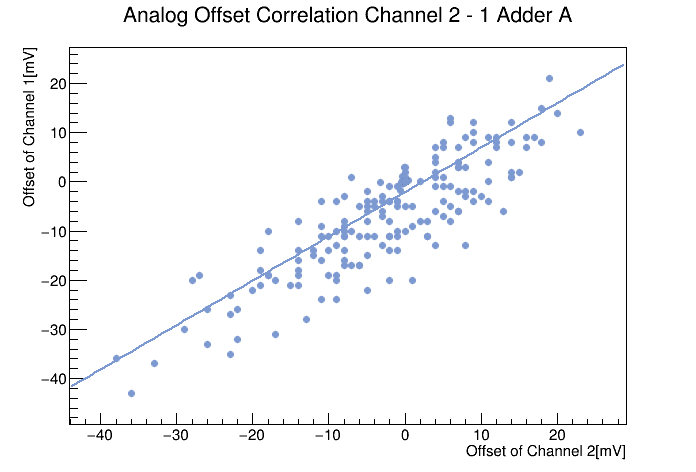 Analog Offset Correlation Channel 2 - 1 Adder A
Offset of Channel 1[mV]
20
10
0
−10
−20
−30
−40
−40 −30 −20 −10 0 10 20
Offset of Channel 2[mV]